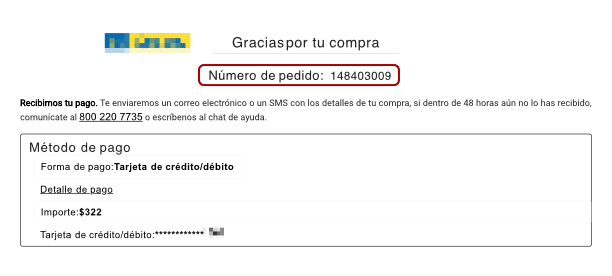 Gracias por tu compra
Número de pedido: 148403009
Recibimos tu pago. Te enviaremos un correo electrónico o un SMS con los detalles de tu compra, si dentro de 48 horas aún no lo has recibido,
comunícate al 800 220 7735 o escríbenos al chat de ayuda.
Método de pago
Forma de pago:Tarjeta de crédito/débito
Detalle de pago
Importe:$322
Tarjeta de crédito/débito:************